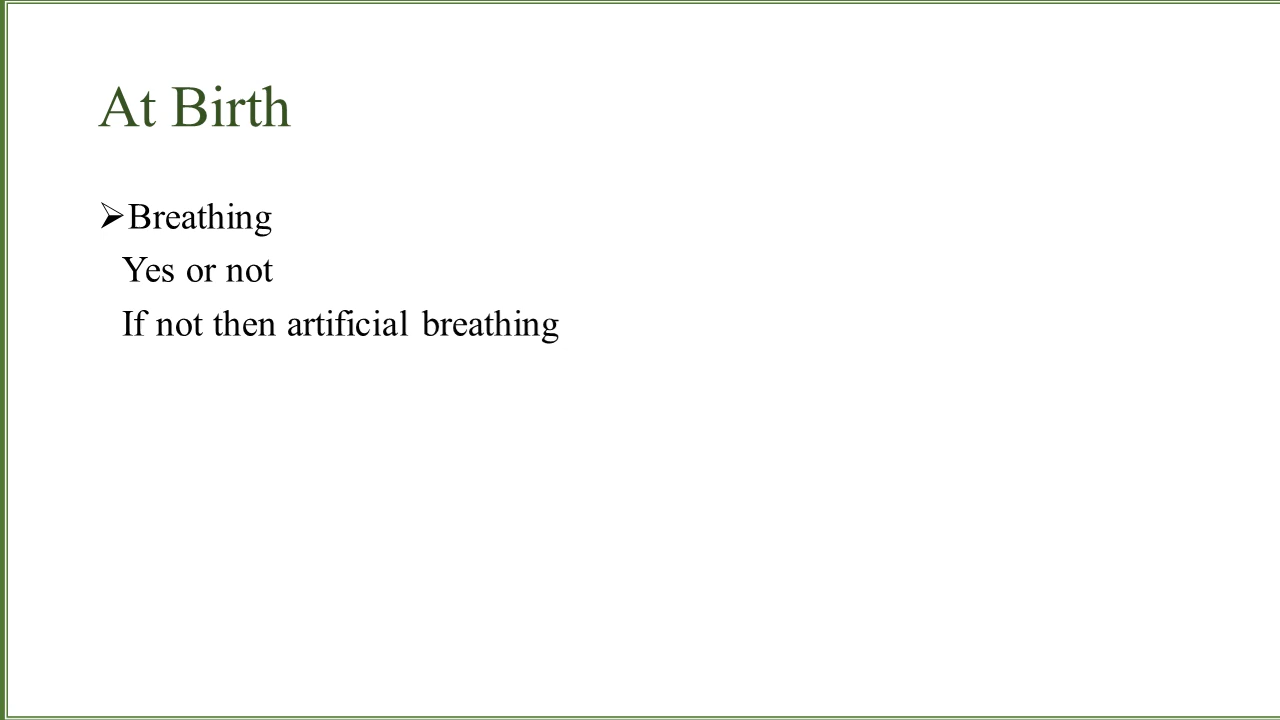 At Birth
➢Breathing
Yes or not
If not then artificial breathing